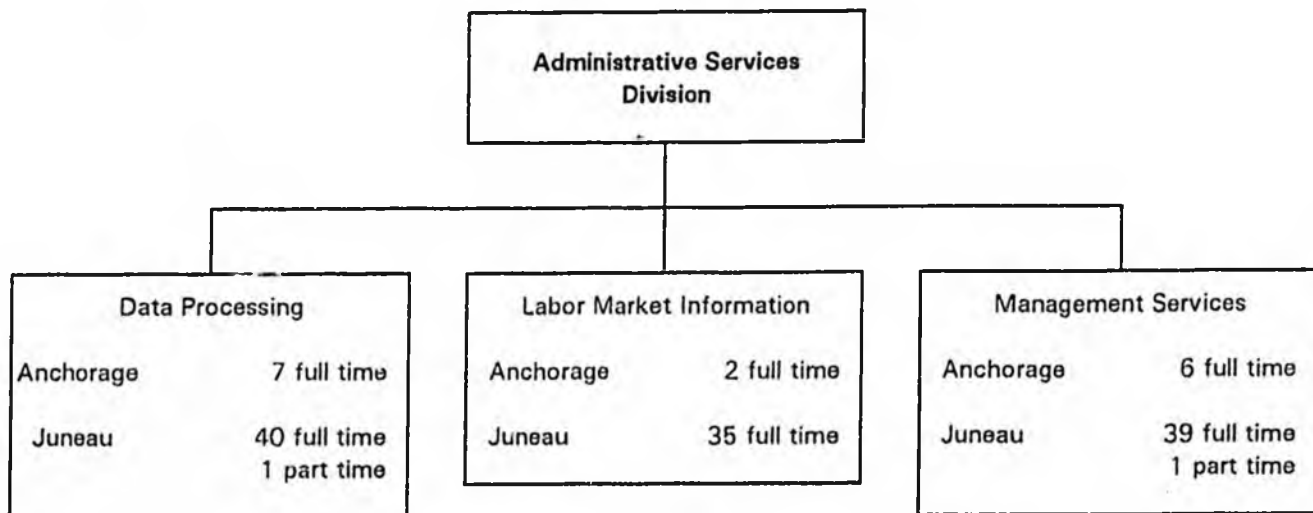 Administrative Services
Division
Data Processing
Anchorage 7 full time
Juneau 40 full time
1 part time
Labor Market Information
Anchorage 2 full time
Juneau 35 full time
Management Services
Anchorage 6 full time
Juneau 39 full time
1 part time